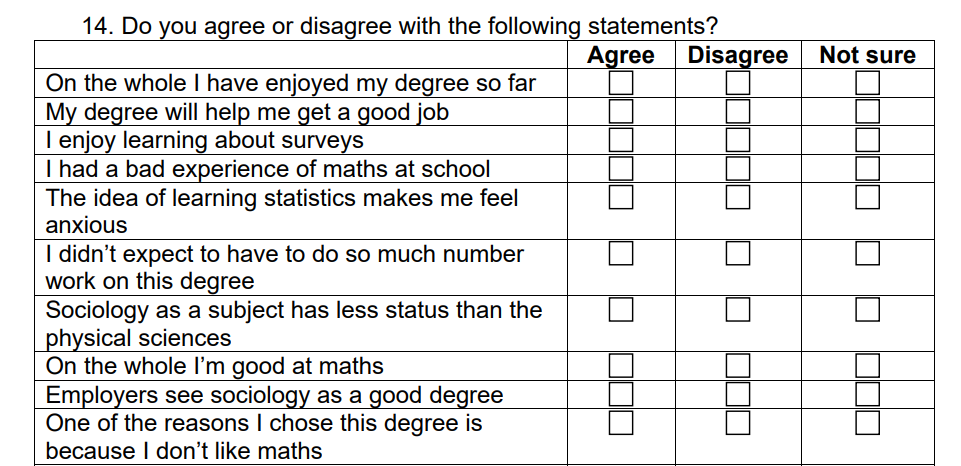 14. Do you agree or disagree with the following statements?
Agree Disagree Not sure
On the whole I have enjoyed my degree so far
My degree will help me get a good job
I enjoy learning about surveys
I had a bad experience of maths at school
The idea of learning statistics makes me feel
anxious
I didn’t expect to have to do so much number
work on this degree
Sociology as a subject has less status than the
physical sciences
On the whole I’m good at maths
Employers see sociology as a good degree
One of the reasons I chose this degree is
because I don’t like maths